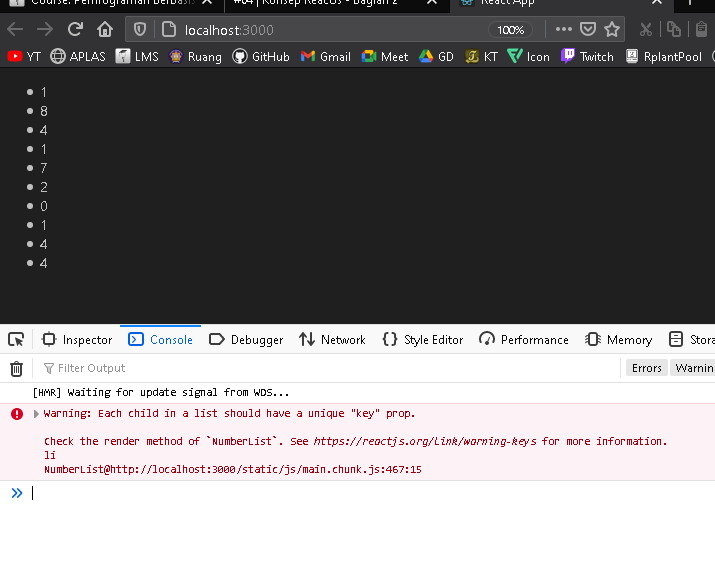 Course: Pemrograman Berbasis
#04 | Konsep ReactJs - Bagian 2
React App
localhost:3000
100%
YT APLAS LMS Ruang GitHub Gmail Meet GD KT Icon Twitch RplantPool
1
8
4
1
7
2
0
1
4
4
Inspector Console Debugger Network Style Editor Performance Memory Stora
Filter Output Errors Warnin
[HMR] Waiting for update signal from WDS...
Warning: Each child in a list should have a unique "key" prop.
Check the render method of `NumberList`. See https://reactjs.org/link/warning-keys for more information.
li
NumberList@http://localhost:3000/static/js/main.chunk.js:467:15